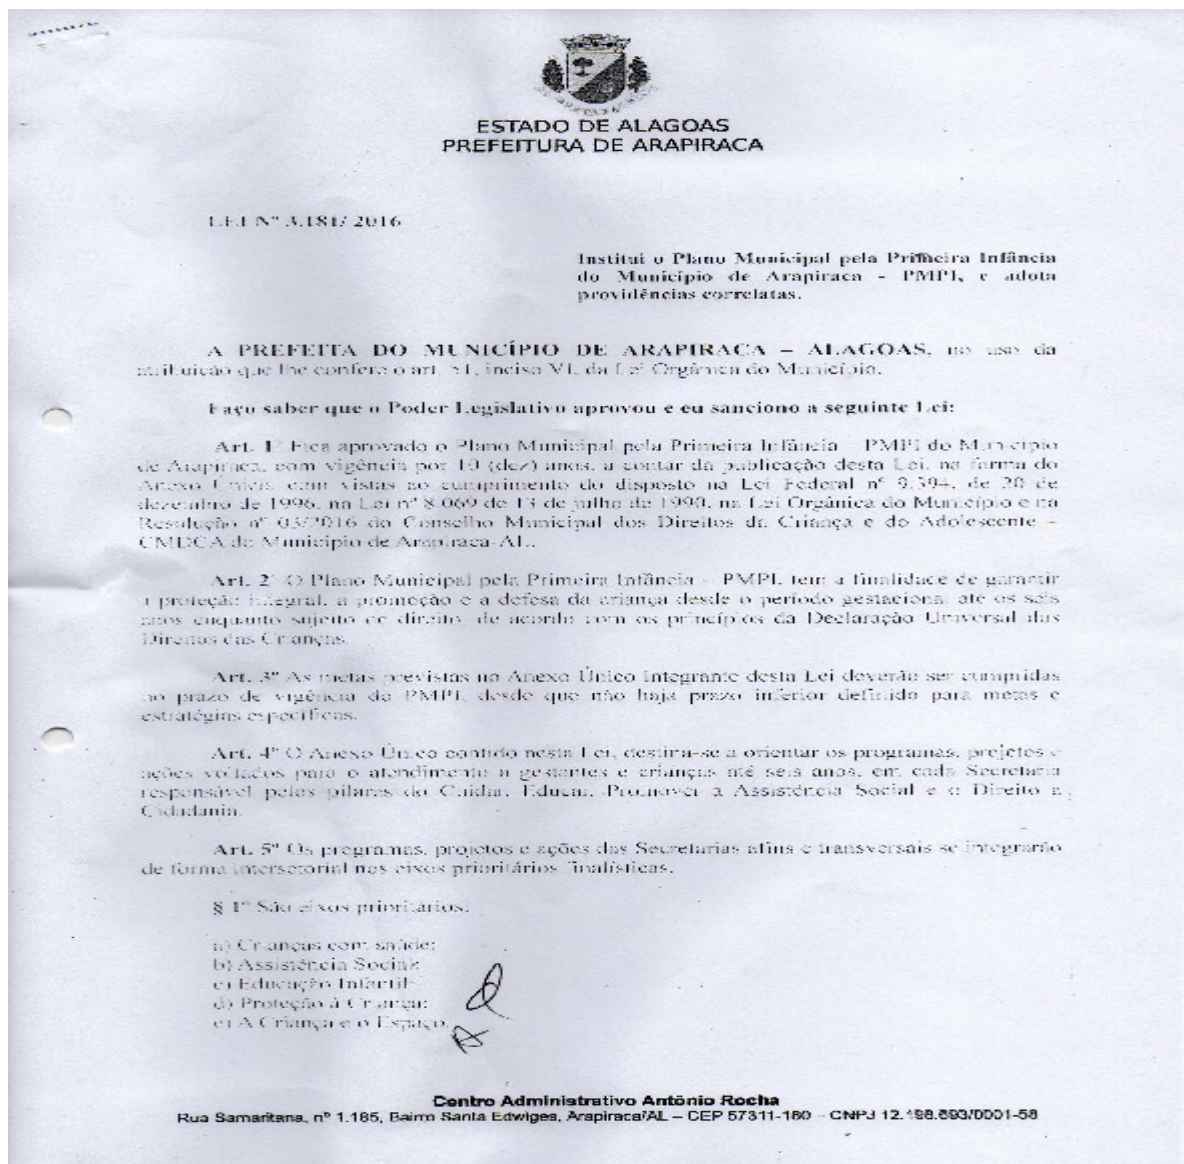 ESTADO DE ALAGOAS
PREFEITURA DE ARAPIRACA
LEI Nº 3.181/ 2016
Institui o Plano Municipal pela Primeira Infância
do Município de Arapiraca - PMPI, e adota
providências correlatas.
A PREFEITA DO MUNICÍPIO DE ARAPIRACA – ALAGOAS, no uso da
atribuição que lhe confere o art. 51, inciso VI, da Lei Orgânica do Município.
Faço saber que o Poder Legislativo aprovou e eu sanciono a seguinte Lei:
Art. 1º Fica aprovado o Plano Municipal pela Primeira Infância – PMPI do Município
de Arapiraca, com vigência por 10 (dez) anos, a contar da publicação desta Lei, na forma do
Anexo Único, com vistas ao cumprimento do disposto na Lei Federal nº 9.394, de 20 de
dezembro de 1996, na Lei nº 8.069 de 13 de julho de 1990, na Lei Orgânica do Município e na
Resolução nº 03/2016 do Conselho Municipal dos Direitos da Criança e do Adolescente –
CMDCA do Município de Arapiraca-AL.
Art. 2º O Plano Municipal pela Primeira Infância – PMPI, tem a finalidade de garantir
a proteção integral, a promoção e a defesa da criança desde o período gestacional até os seis
anos enquanto sujeito de direito, de acordo com os princípios da Declaração Universal dos
Direitos das Crianças.
Art. 3º As metas previstas no Anexo Único Integrante desta Lei deverão ser cumpridas
no prazo de vigência do PMPI, desde que não haja prazo inferior definido para metas e
estratégias específicas.
Art. 4º O Anexo Único contido nesta Lei, destina-se a orientar os programas, projetos e
ações voltados para o atendimento a gestantes e crianças até seis anos, em cada Secretaria
responsável pelos pilares do Cuidar, Educar, Promover a Assistência Social e o Direito a
Cidadania.
Art. 5º Os programas, projetos e ações das Secretarias afins e transversais se integrarão
de forma intersetorial nos eixos prioritários finalísticas.
§ 1º São eixos prioritários:
a) Crianças com saúde;
b) Assistência Social;
c) Educação Infantil;
d) Proteção à Criança;
e) A Criança e o Espaço.
Centro Administrativo Antônio Rocha
Rua Samaritana, nº 1.185, Bairro Santa Edwiges, Arapiraca/AL – CEP 57311-180 – CNPJ 12.198.693/0001-58